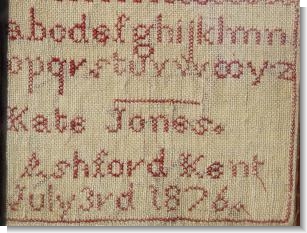 abcdefghijklmn
opqrstuvwxyz
Kate Jones.
Ashford Kent
July 3rd 1876